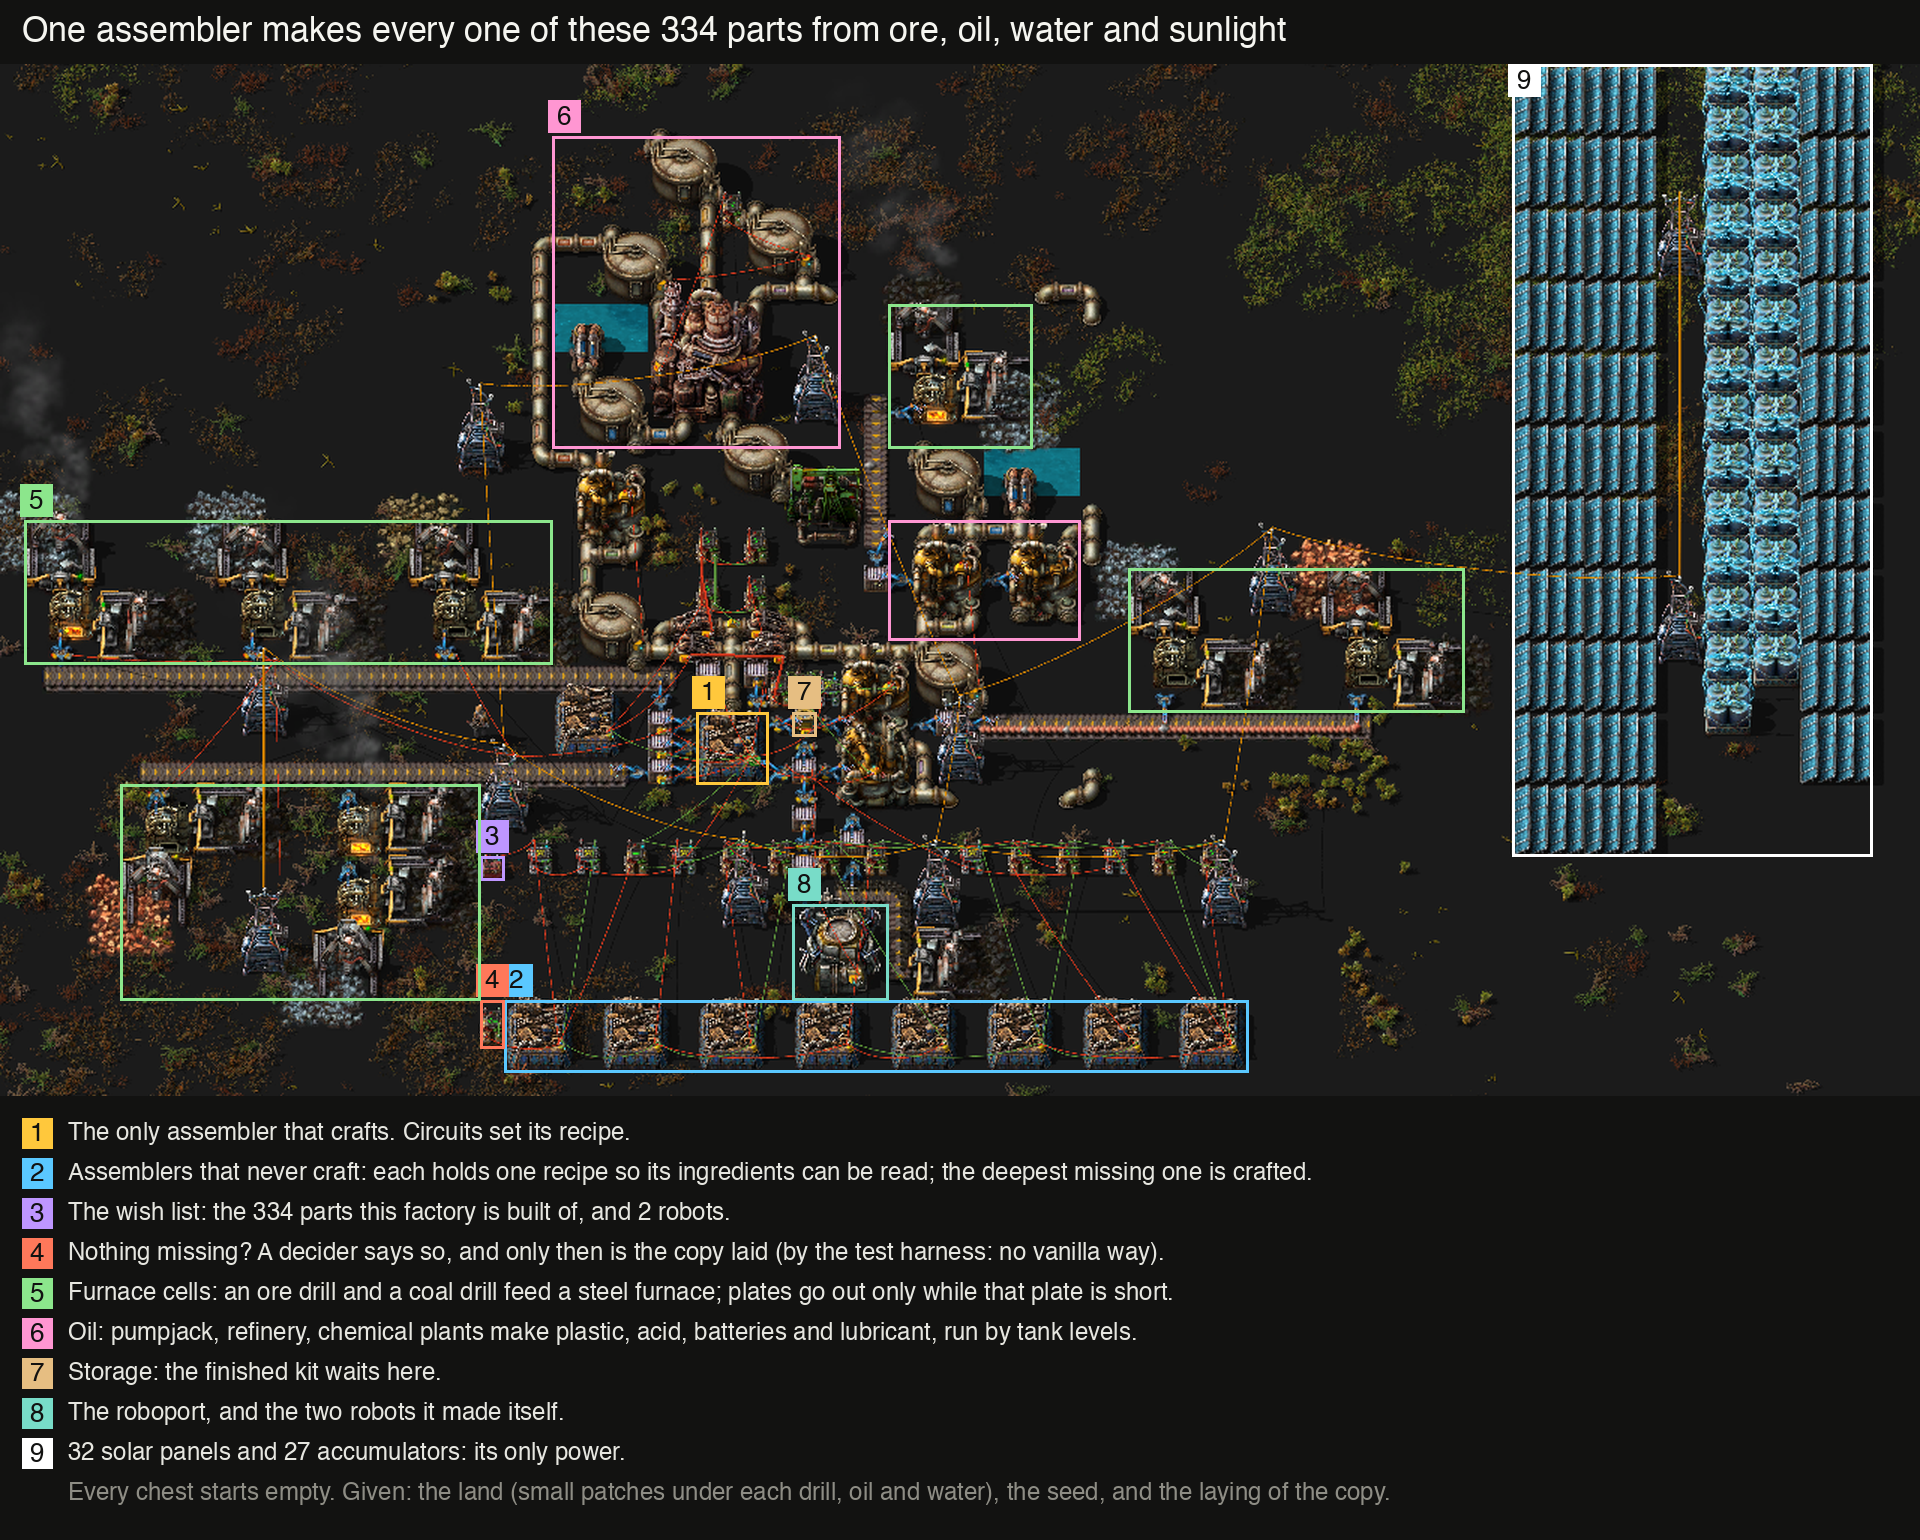 One assembler makes every one of these 334 parts from ore, oil, water and sunlight
9
6
5
1
7
3
8
4
2
1 The only assembler that crafts. Circuits set its recipe.
2 Assemblers that never craft: each holds one recipe so its ingredients can be read; the deepest missing one is crafted.
3 The wish list: the 334 parts this factory is built of, and 2 robots.
4 Nothing missing? A decider says so, and only then is the copy laid (by the test harness: no vanilla way).
5 Furnace cells: an ore drill and a coal drill feed a steel furnace; plates go out only while that plate is short.
6 Oil: pumpjack, refinery, chemical plants make plastic, acid, batteries and lubricant, run by tank levels.
7 Storage: the finished kit waits here.
8 The roboport, and the two robots it made itself.
9 32 solar panels and 27 accumulators: its only power.
Every chest starts empty. Given: the land (small patches under each drill, oil and water), the seed, and the laying of the copy.